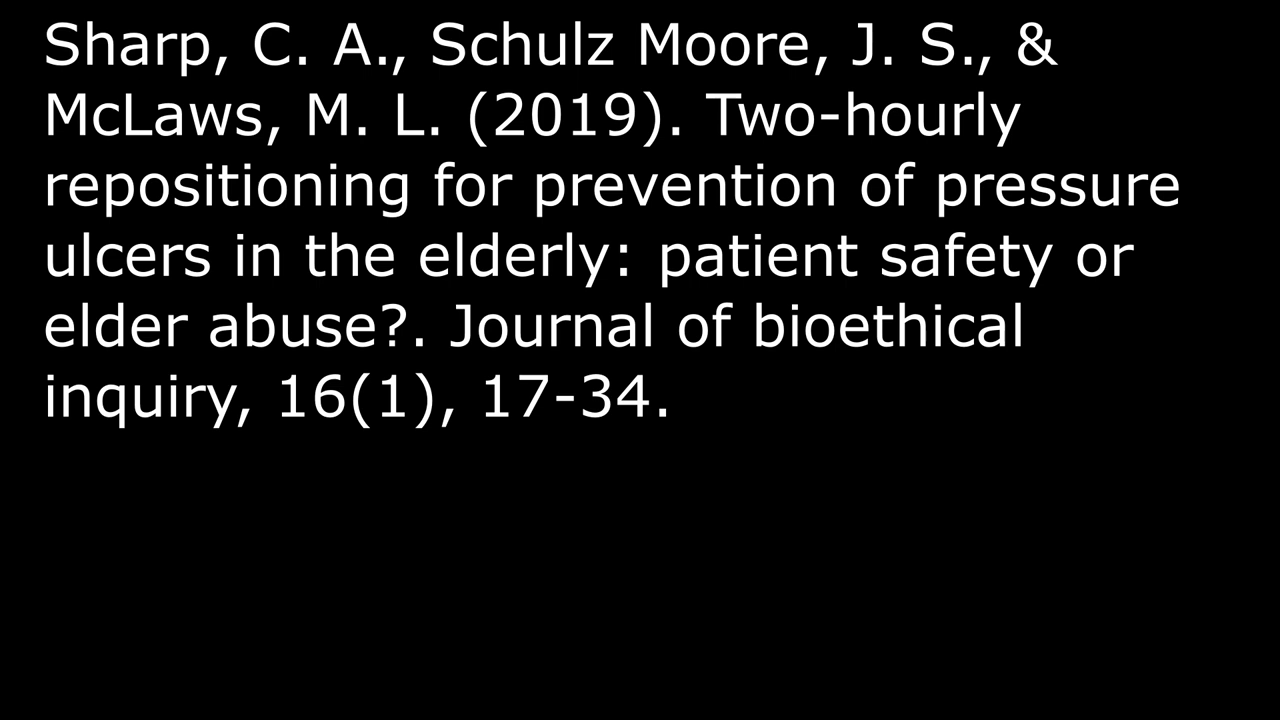 Sharp, C. A., Schulz Moore, J. S., &
McLaws, M. L. (2019). Two-hourly
repositioning for prevention of pressure
ulcers in the elderly: patient safety or
elder abuse?. Journal of bioethical
inquiry, 16(1), 17-34.